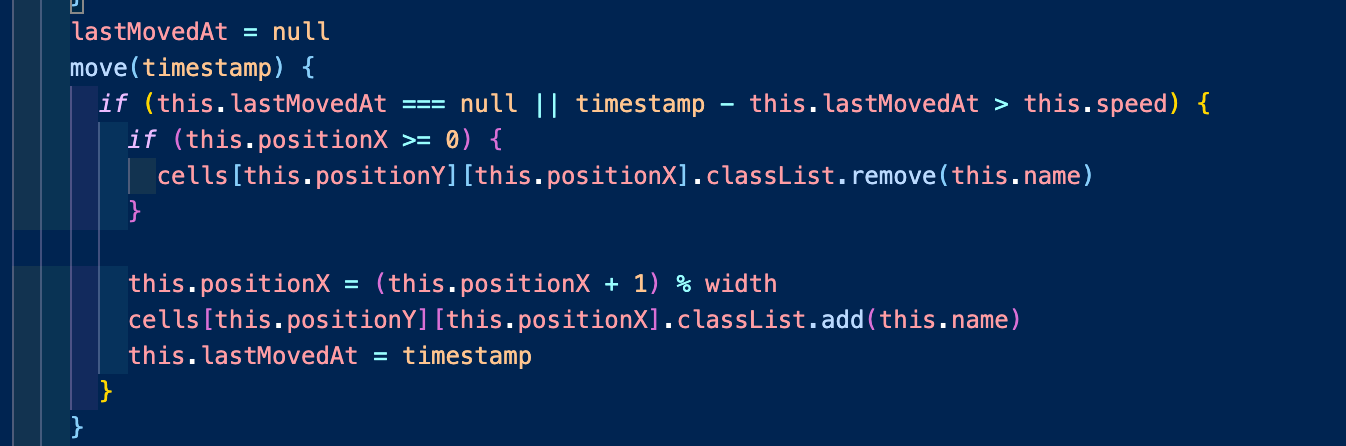 }
lastMovedAt = null
move(timestamp) {
if (this.lastMovedAt === null || timestamp - this.lastMovedAt > this.speed) {
if (this.positionX >= 0) {
cells[this.positionY][this.positionX].classList.remove(this.name)
}
this.positionX = (this.positionX + 1) % width
cells[this.positionY][this.positionX].classList.add(this.name)
this.lastMovedAt = timestamp
}
}